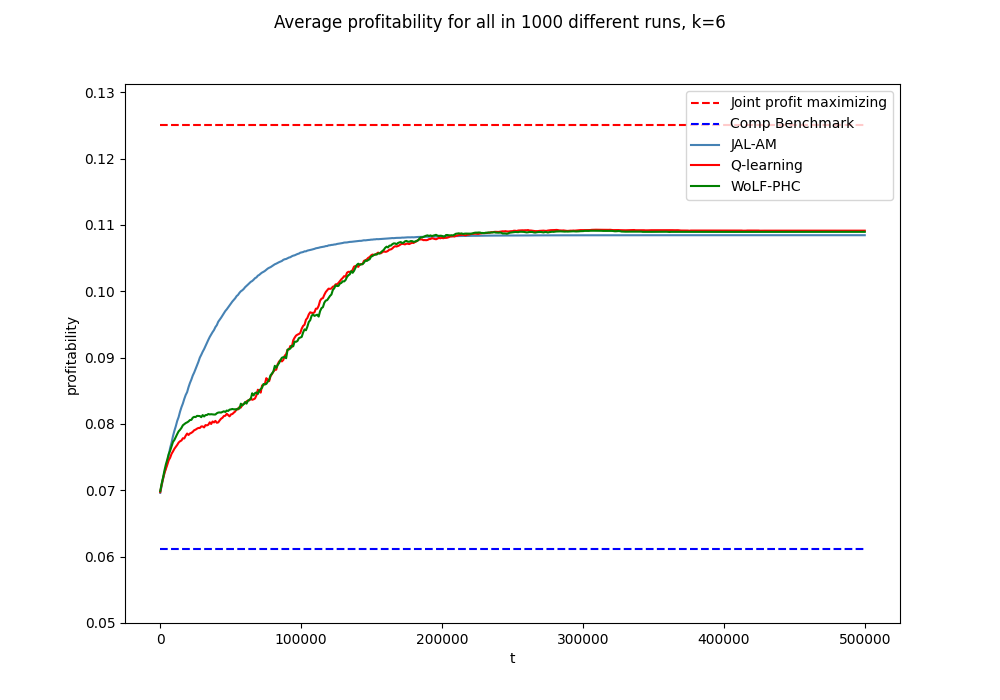 Average profitability for all in 1000 different runs, k=6
0.13
0.12
0.11
0.10
0.09
0.08
0.07
0.06
0.05
profitability
Joint profit maximizing
Comp Benchmark
JAL-AM
Q-learning
WoLF-PHC
0 100000 200000 300000 400000 500000
t